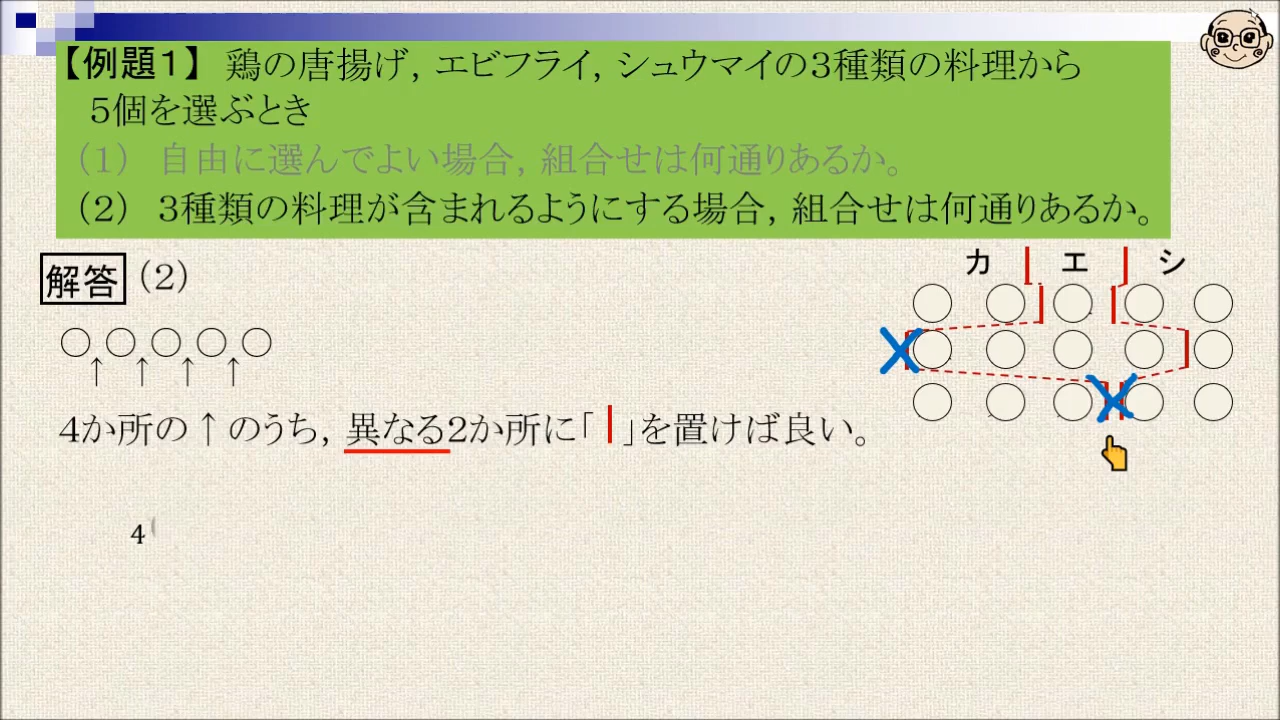 【例題１】 鶏の唐揚げ，エビフライ，シュウマイの３種類の料理から
５個を選ぶとき
（１） 自由に選んでよい場合，組合せは何通りあるか。
（２） ３種類の料理が含まれるようにする場合，組合せは何通りあるか。
解答 （２）
カ | エ | シ
○○○○○
↑ ↑ ↑ ↑
４か所の↑のうち，異なる２か所に「|」を置けば良い。
4